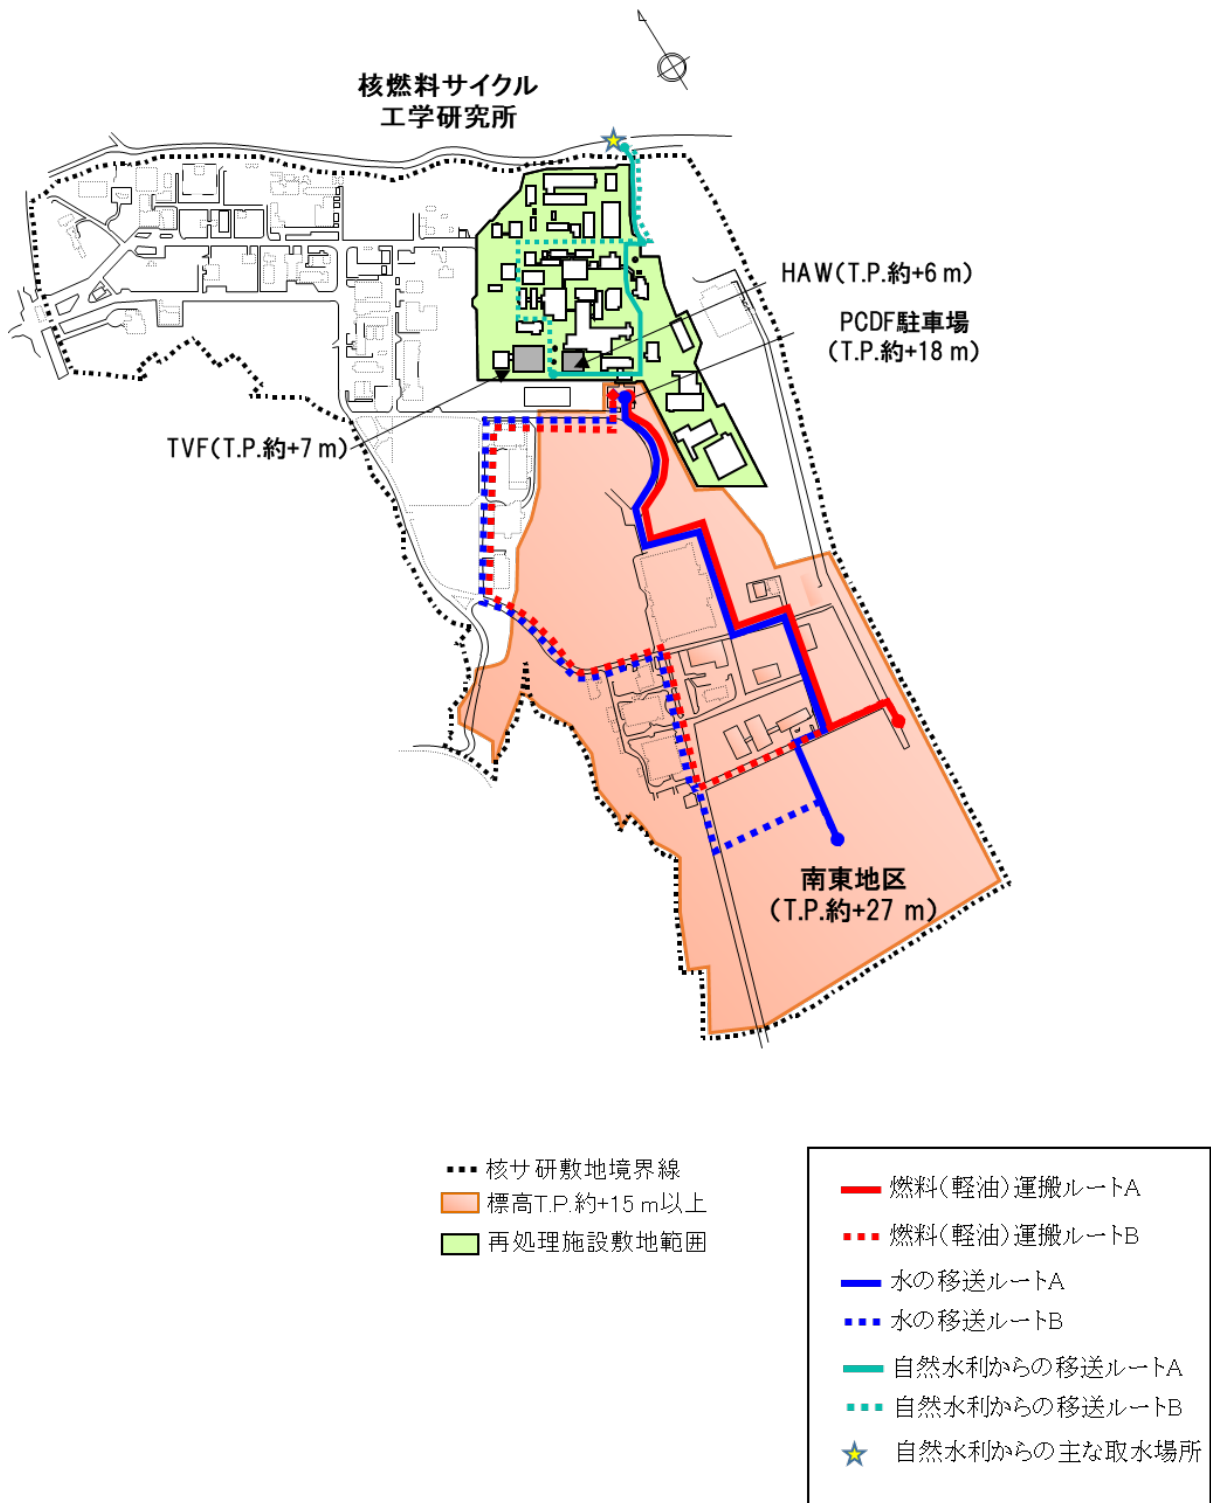 核燃料サイクル
工学研究所
HAW(T.P.約+6 m)
PCDF駐車場
(T.P.約+18 m)
TVF(T.P.約+7 m)
南東地区
(T.P.約+27 m)
核サ研敷地境界線
標高T.P.約+15 m以上
再処理施設敷地範囲
燃料(軽油)運搬ルートA
燃料(軽油)運搬ルートB
水の移送ルートA
水の移送ルートB
自然水利からの移送ルートA
自然水利からの移送ルートB
自然水利からの主な取水場所